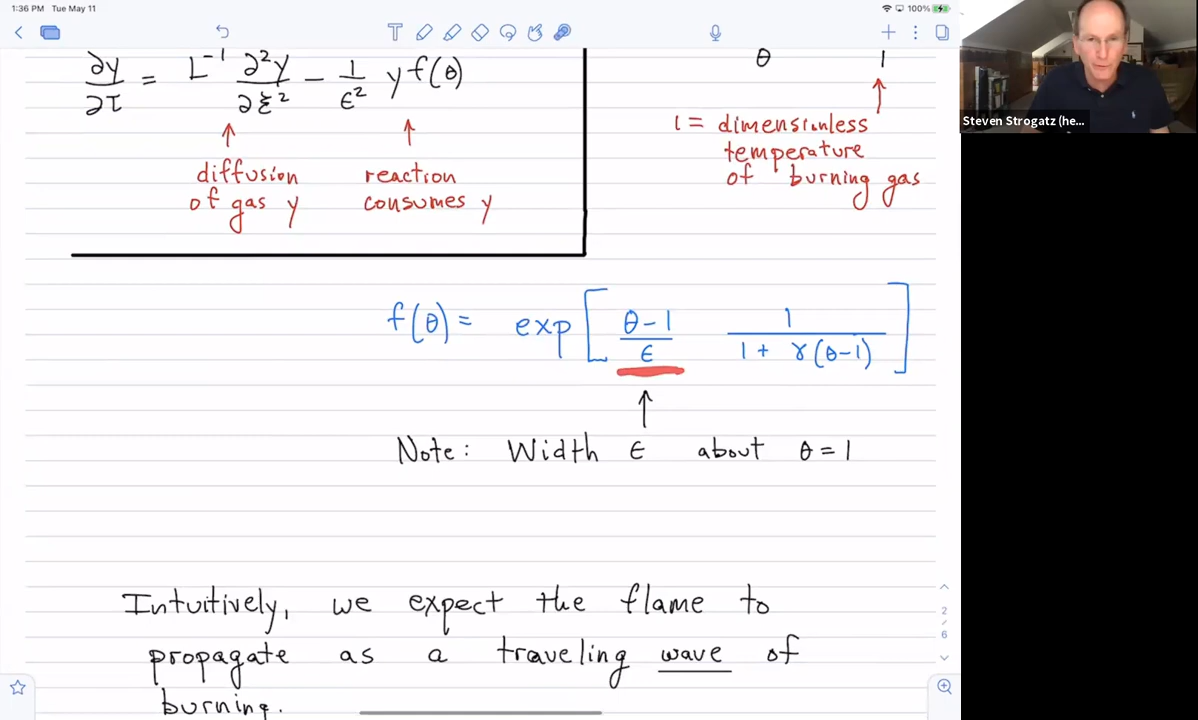 1:36 PM Tue May 11
100%
∂y/∂τ = L⁻¹ ∂²y/∂ξ² − 1/ε² y f(θ)
θ 1
diffusion
of gas y
reaction
consumes y
1 = dimensionless
temperature
of burning gas
Steven Strogatz (he...
f(θ) = exp [ θ−1/ε 1/1 + γ(θ−1) ]
Note: Width ε about θ = 1
Intuitively, we expect the flame to
propagate as a traveling wave of
burning.
2
/
6